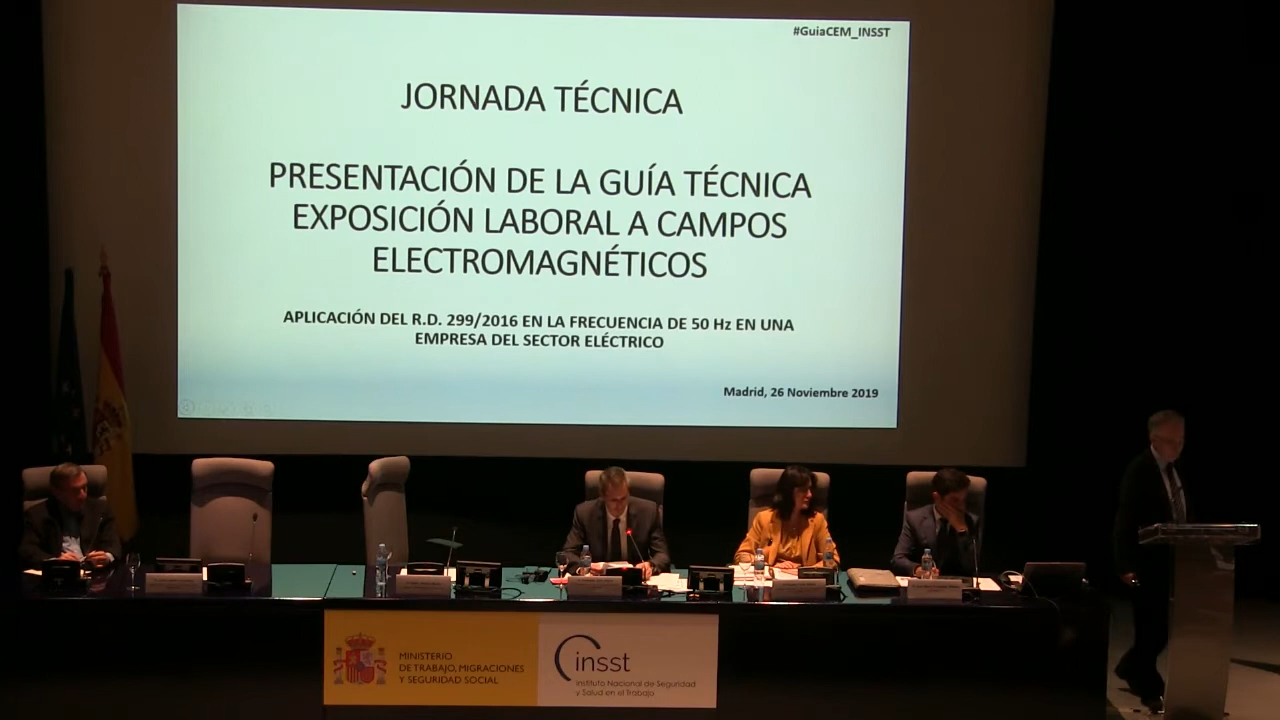 #GuiaCEM_INSST
JORNADA TÉCNICA
PRESENTACIÓN DE LA GUÍA TÉCNICA
EXPOSICIÓN LABORAL A CAMPOS
ELECTROMAGNÉTICOS
APLICACIÓN DEL R.D. 299/2016 EN LA FRECUENCIA DE 50 Hz EN UNA
EMPRESA DEL SECTOR ELÉCTRICO
Madrid, 26 Noviembre 2019
MINISTERIO
DE TRABAJO, MIGRACIONES
Y SEGURIDAD SOCIAL
insst
Instituto Nacional de Seguridad
y Salud en el Trabajo